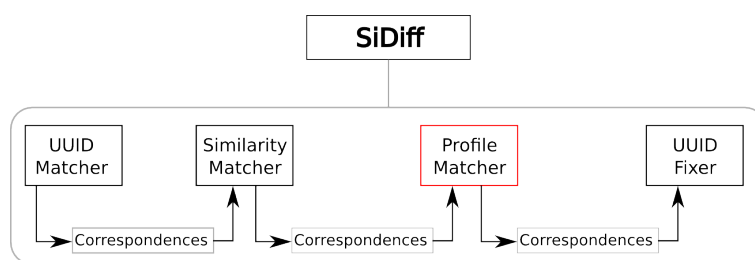 SiDiff
UUID
Matcher
Similarity
Matcher
Profile
Matcher
UUID
Fixer
Correspondences
Correspondences
Correspondences